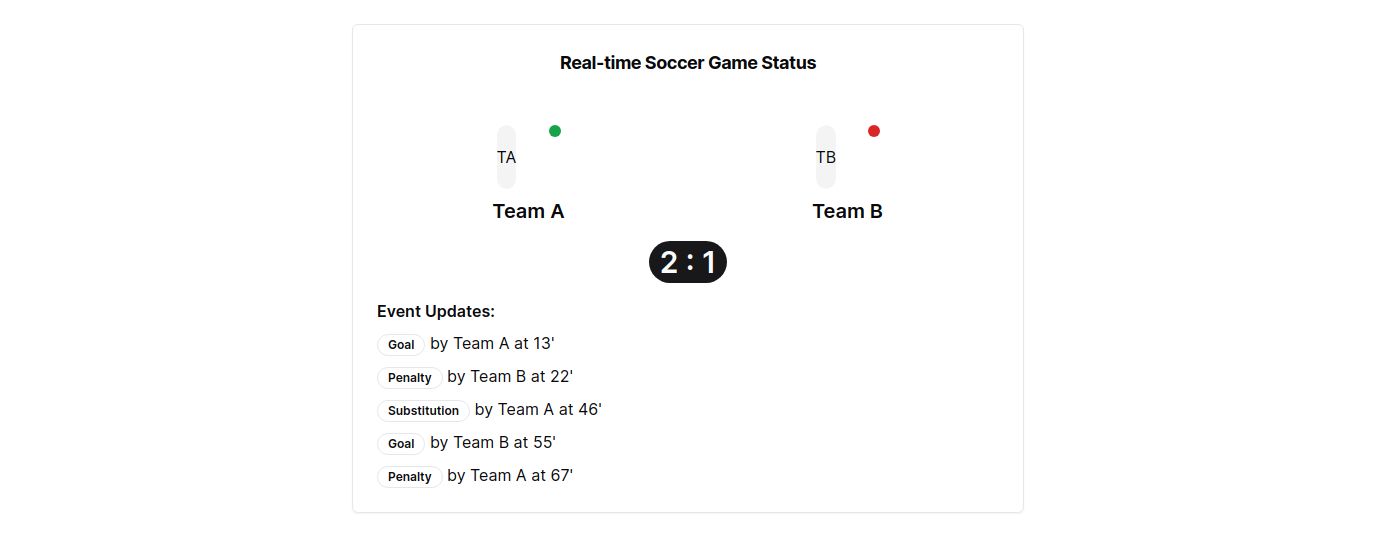 Real-time Soccer Game Status
TA
TB
Team A
Team B
2 : 1
Event Updates:
Goal by Team A at 13'
Penalty by Team B at 22'
Substitution by Team A at 46'
Goal by Team B at 55'
Penalty by Team A at 67'